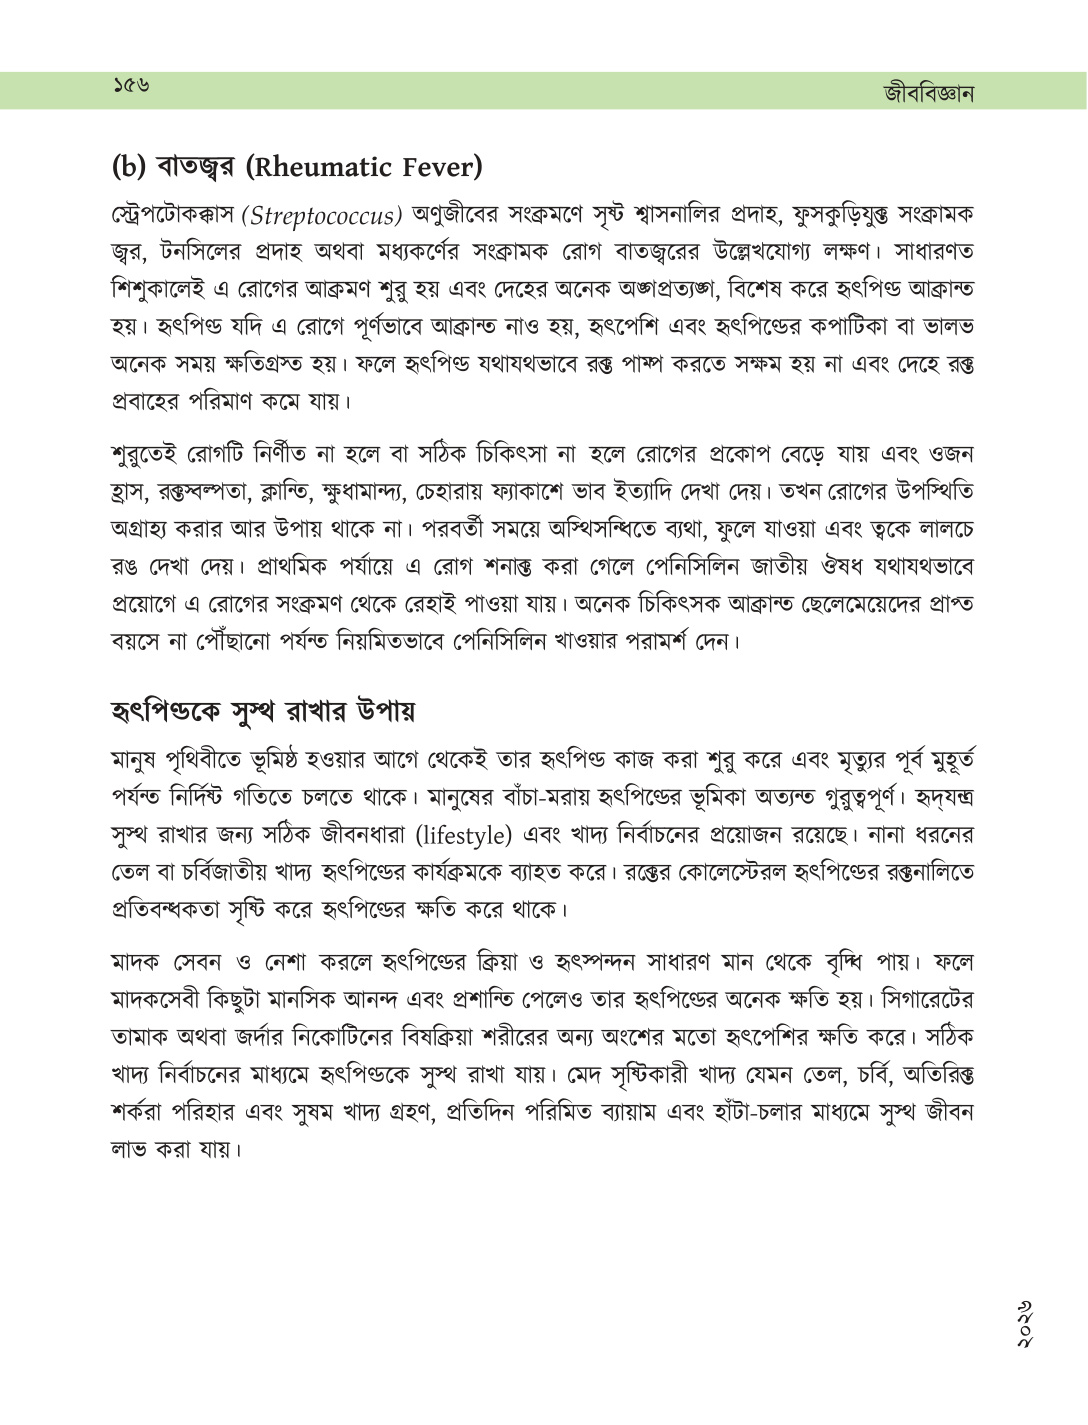 ১৫৬
জীববিজ্ঞান
(b) বাতজ্বর (Rheumatic Fever)
স্ট্রেপটোকক্কাস (Streptococcus) অণুজীবের সংক্রমণে সৃষ্ট শ্বাসনালির প্রদাহ, ফুসকুড়িযুক্ত সংক্রামক
জ্বর, টনসিলের প্রদাহ অথবা মধ্যকর্ণের সংক্রামক রোগ বাতজ্বরের উল্লেখযোগ্য লক্ষণ। সাধারণত
শিশুকালেই এ রোগের আক্রমণ শুরু হয় এবং দেহের অনেক অঙ্গপ্রত্যঙ্গ, বিশেষ করে হৃৎপিণ্ড আক্রান্ত
হয়। হৃৎপিণ্ড যদি এ রোগে পূর্ণভাবে আক্রান্ত নাও হয়, হৃৎপেশি এবং হৃৎপিণ্ডের কপাটিকা বা ভালভ
অনেক সময় ক্ষতিগ্রস্ত হয়। ফলে হৃৎপিণ্ড যথাযথভাবে রক্ত পাম্প করতে সক্ষম হয় না এবং দেহে রক্ত
প্রবাহের পরিমাণ কমে যায়।
শুরুতেই রোগটি নির্ণীত না হলে বা সঠিক চিকিৎসা না হলে রোগের প্রকোপ বেড়ে যায় এবং ওজন
হ্রাস, রক্তস্বল্পতা, ক্লান্তি, ক্ষুধামান্দ্য, চেহারায় ফ্যাকাশে ভাব ইত্যাদি দেখা দেয়। তখন রোগের উপস্থিতি
অগ্রাহ্য করার আর উপায় থাকে না। পরবর্তী সময়ে অস্থিসন্ধিতে ব্যথা, ফুলে যাওয়া এবং ত্বকে লালচে
রঙ দেখা দেয়। প্রাথমিক পর্যায়ে এ রোগ শনাক্ত করা গেলে পেনিসিলিন জাতীয় ঔষধ যথাযথভাবে
প্রয়োগে এ রোগের সংক্রমণ থেকে রেহাই পাওয়া যায়। অনেক চিকিৎসক আক্রান্ত ছেলেমেয়েদের প্রাপ্ত
বয়সে না পৌঁছানো পর্যন্ত নিয়মিতভাবে পেনিসিলিন খাওয়ার পরামর্শ দেন।
হৃৎপিণ্ডকে সুস্থ রাখার উপায়
মানুষ পৃথিবীতে ভূমিষ্ঠ হওয়ার আগে থেকেই তার হৃৎপিণ্ড কাজ করা শুরু করে এবং মৃত্যুর পূর্ব মুহূর্ত
পর্যন্ত নির্দিষ্ট গতিতে চলতে থাকে। মানুষের বাঁচা-মরায় হৃৎপিণ্ডের ভূমিকা অত্যন্ত গুরুত্বপূর্ণ। হৃদ্‌যন্ত্র
সুস্থ রাখার জন্য সঠিক জীবনধারা (lifestyle) এবং খাদ্য নির্বাচনের প্রয়োজন রয়েছে। নানা ধরনের
তেল বা চর্বিজাতীয় খাদ্য হৃৎপিণ্ডের কার্যক্রমকে ব্যাহত করে। রক্তের কোলেস্টেরল হৃৎপিণ্ডের রক্তনালিতে
প্রতিবন্ধকতা সৃষ্টি করে হৃৎপিণ্ডের ক্ষতি করে থাকে।
মাদক সেবন ও নেশা করলে হৃৎপিণ্ডের ক্রিয়া ও হৃৎস্পন্দন সাধারণ মান থেকে বৃদ্ধি পায়। ফলে
মাদকসেবী কিছুটা মানসিক আনন্দ এবং প্রশান্তি পেলেও তার হৃৎপিণ্ডের অনেক ক্ষতি হয়। সিগারেটের
তামাক অথবা জর্দার নিকোটিনের বিষক্রিয়া শরীরের অন্য অংশের মতো হৃৎপেশির ক্ষতি করে। সঠিক
খাদ্য নির্বাচনের মাধ্যমে হৃৎপিণ্ডকে সুস্থ রাখা যায়। মেদ সৃষ্টিকারী খাদ্য যেমন তেল, চর্বি, অতিরিক্ত
শর্করা পরিহার এবং সুষম খাদ্য গ্রহণ, প্রতিদিন পরিমিত ব্যায়াম এবং হাঁটা-চলার মাধ্যমে সুস্থ জীবন
লাভ করা যায়।
২০২৬